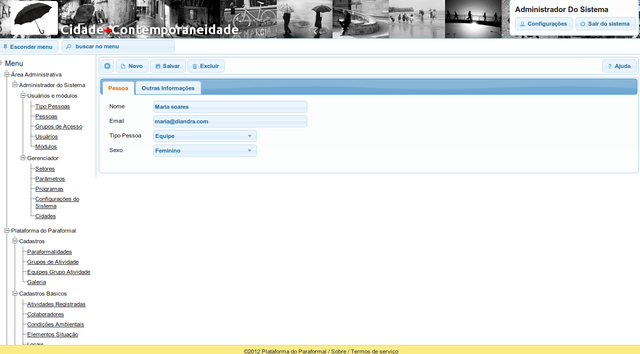 Cidade+Contemporaneidade
Administrador Do Sistema
Configurações
Sair do sistema
Esconder menu
buscar no menu
Menu
Área Administrativa
Administrador do Sistema
Usuários e módulos
Tipo Pessoas
Pessoas
Grupos de Acesso
Usuários
Módulos
Gerenciador
Setores
Parâmetros
Programas
Configurações do
Sistema
Cidades
Plataforma do Paraformal
Cadastros
Paraformalidades
Grupos de Atividade
Equipes Grupo Atividade
Galeria
Cadastros Básicos
Atividades Registradas
Colaboradores
Condições Ambientais
Elementos Situação
Locais
Novo
Salvar
Excluir
Ajuda
Pessoa
Outras Informações
Nome
Maria soares
Email
maria@diandra.com
Tipo Pessoa
Equipe
Sexo
Feminino
©2012 Plataforma do Paraformal / Sobre / Termos de serviço